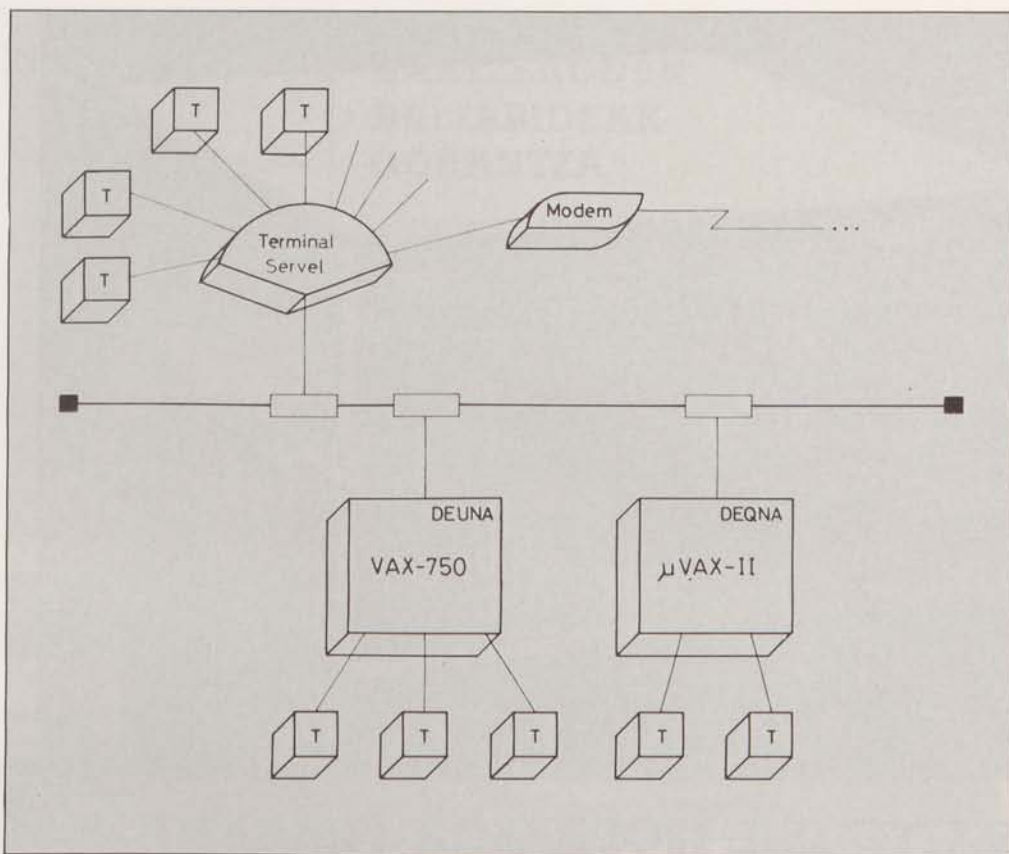 T
T
T
T
Terminal
Servel
Modem
...
DEUNA
VAX-750
DEQNA
µVAX-II
T
T
T
T
T